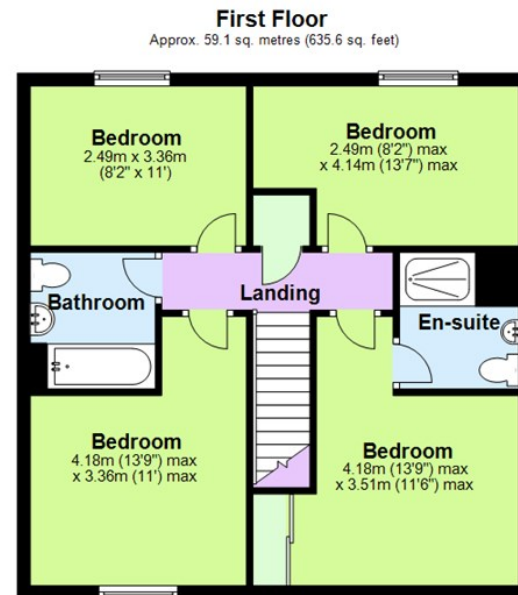 First Floor
Approx. 59.1 sq. metres (635.6 sq. feet)
Bedroom
2.49m x 3.36m
(8'2" x 11')
Bedroom
2.49m (8'2") max
x 4.14m (13'7") max
Bathroom
Landing
En-suite
Bedroom
4.18m (13'9") max
x 3.36m (11') max
Bedroom
4.18m (13'9") max
x 3.51m (11'6") max